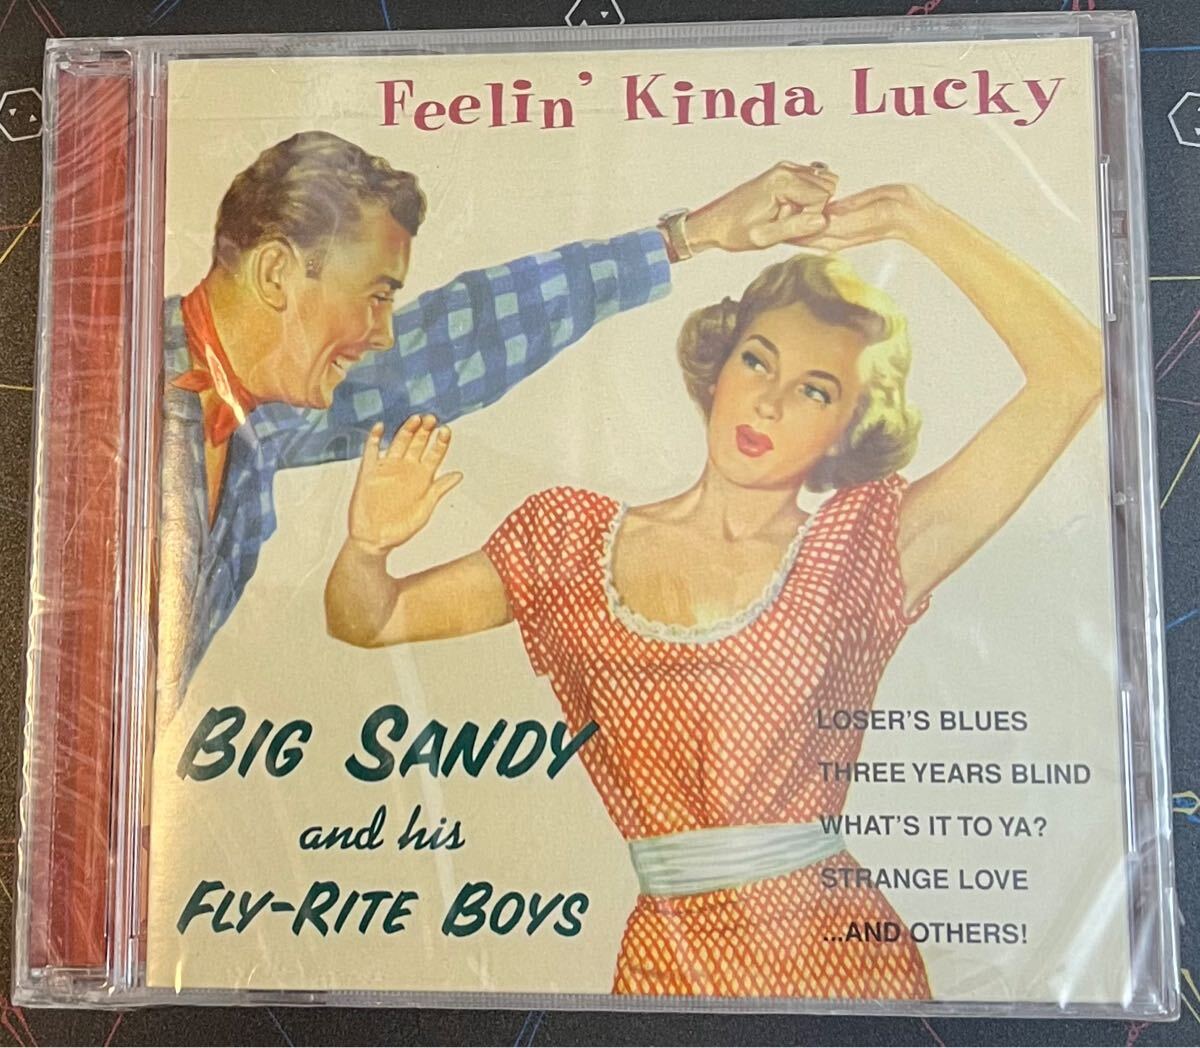 Feelin' Kinda Lucky
BIG SANDY
and his
FLY-RITE BOYS
LOSER'S BLUES
THREE YEARS BLIND
WHAT'S IT TO YA?
STRANGE LOVE
...AND OTHERS!